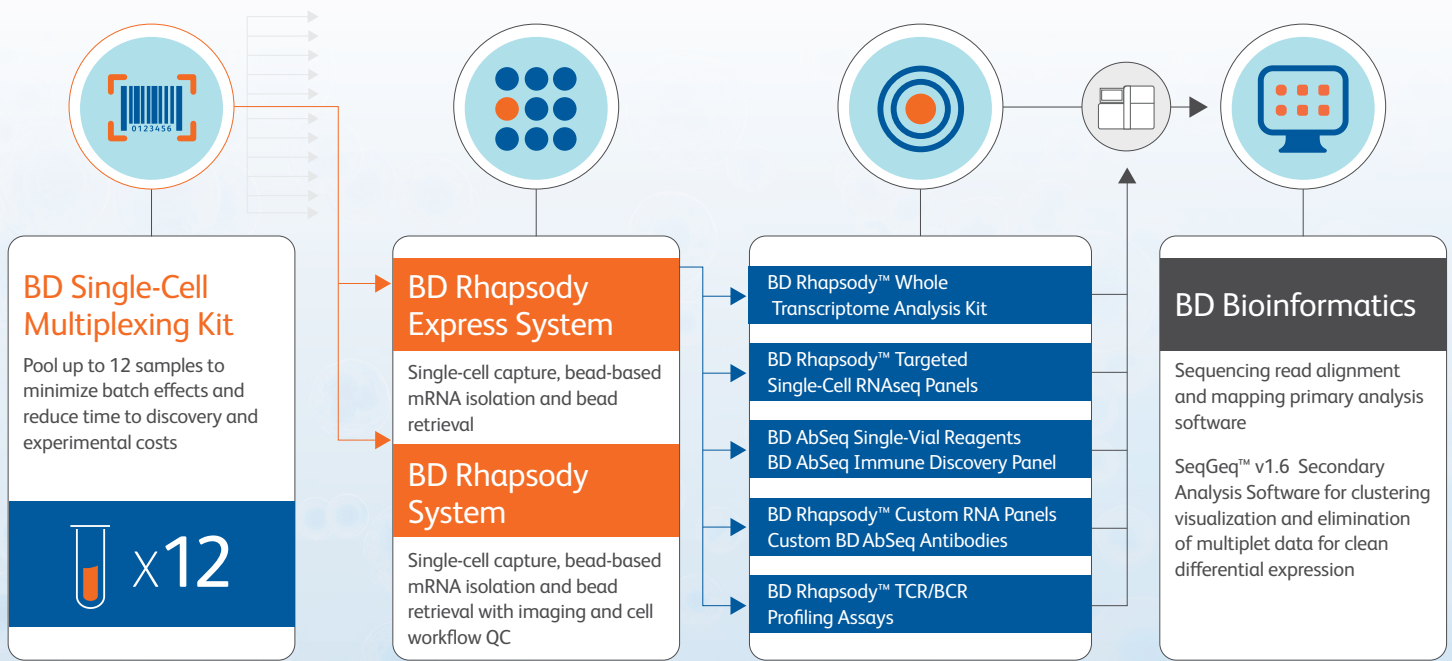 0123456
BD Single-Cell
Multiplexing Kit
Pool up to 12 samples to
minimize batch effects and
reduce time to discovery and
experimental costs
x12
BD Rhapsody
Express System
Single-cell capture, bead-based
mRNA isolation and bead
retrieval
BD Rhapsody
System
Single-cell capture, bead-based
mRNA isolation and bead
retrieval with imaging and cell
workflow QC
BD Rhapsody™ Whole
Transcriptome Analysis Kit
BD Rhapsody™ Targeted
Single-Cell RNAseq Panels
BD AbSeq Single-Vial Reagents
BD AbSeq Immune Discovery Panel
BD Rhapsody™ Custom RNA Panels
Custom BD AbSeq Antibodies
BD Rhapsody™ TCR/BCR
Profiling Assays
BD Bioinformatics
Sequencing read alignment
and mapping primary analysis
software
SeqGeq™ v1.6 Secondary
Analysis Software for clustering
visualization and elimination
of multiplet data for clean
differential expression